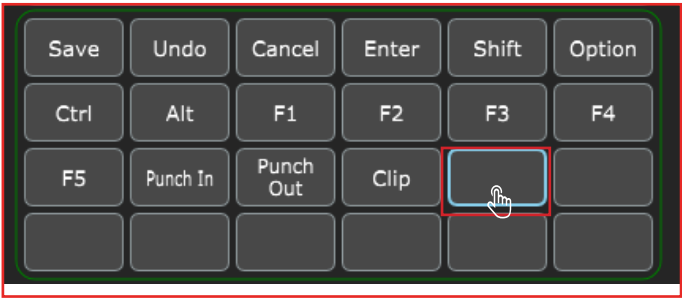 Save
Undo
Cancel
Enter
Shift
Option
Ctrl
Alt
F1
F2
F3
F4
F5
Punch In
Punch
Out
Clip